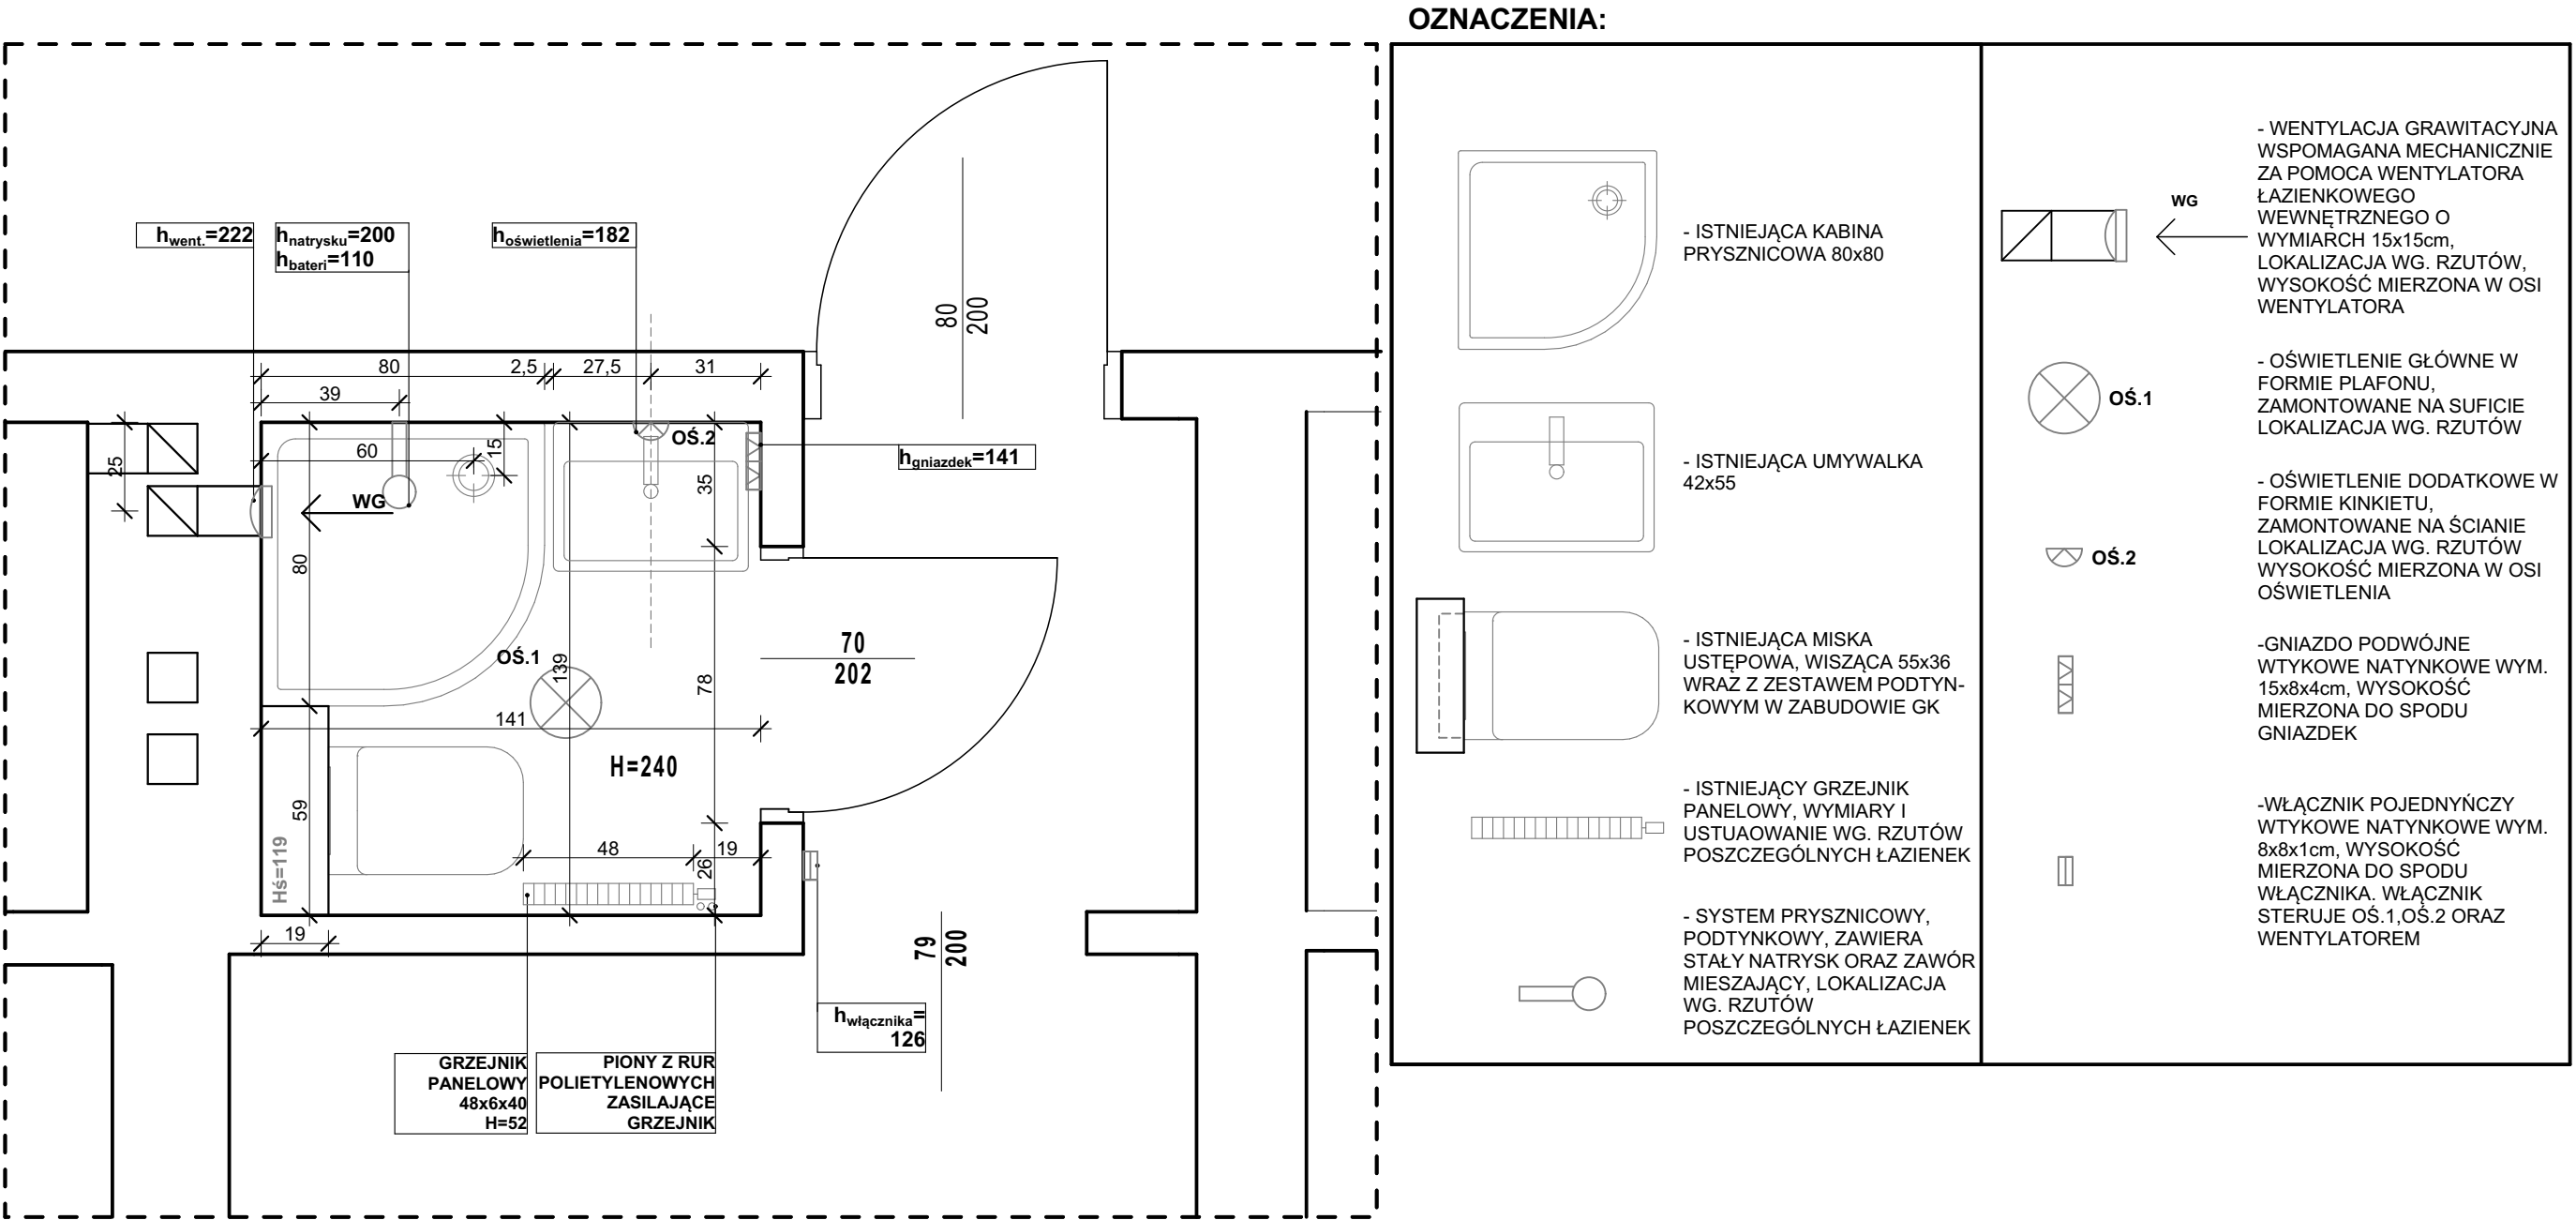 OZNACZENIA:
hwent.=222
hnatrysku=200
hbateri=110
hoświetlenia=182
80
200
80
2,5
27,5
31
39
OŚ.2
hgniazdek=141
25
60
15
WG
35
80
70
202
OŚ.1
139
78
141
H=240
59
Hś=119
48
19
26
19
79
200
hwłącznika=
126
GRZEJNIK
PANELOWY
48x6x40
H=52
PIONY Z RUR
POLIETYLENOWYCH
ZASILAJĄCE
GRZEJNIK
- ISTNIEJĄCA KABINA
PRYSZNICOWA 80x80
- ISTNIEJĄCA UMYWALKA
42x55
- ISTNIEJĄCA MISKA
USTĘPOWA, WISZĄCA 55x36
WRAZ Z ZESTAWEM PODTYN-
KOWYM W ZABUDOWIE GK
- ISTNIEJĄCY GRZEJNIK
PANELOWY, WYMIARY I
USTUAOWANIE WG. RZUTÓW
POSZCZEGÓLNYCH ŁAZIENEK
- SYSTEM PRYSZNICOWY,
PODTYNKOWY, ZAWIERA
STAŁY NATRYSK ORAZ ZAWÓR
MIESZAJĄCY, LOKALIZACJA
WG. RZUTÓW
POSZCZEGÓLNYCH ŁAZIENEK
WG
- WENTYLACJA GRAWITACYJNA
WSPOMAGANA MECHANICZNIE
ZA POMOCA WENTYLATORA
ŁAZIENKOWEGO
WEWNĘTRZNEGO O
WYMIARCH 15x15cm,
LOKALIZACJA WG. RZUTÓW,
WYSOKOŚĆ MIERZONA W OSI
WENTYLATORA
OŚ.1
- OŚWIETLENIE GŁÓWNE W
FORMIE PLAFONU,
ZAMONTOWANE NA SUFICIE
LOKALIZACJA WG. RZUTÓW
OŚ.2
- OŚWIETLENIE DODATKOWE W
FORMIE KINKIETU,
ZAMONTOWANE NA ŚCIANIE
LOKALIZACJA WG. RZUTÓW
WYSOKOŚĆ MIERZONA W OSI
OŚWIETLENIA
-GNIAZDO PODWÓJNE
WTYKOWE NATYNKOWE WYM.
15x8x4cm, WYSOKOŚĆ
MIERZONA DO SPODU
GNIAZDEK
-WŁĄCZNIK POJEDNYŃCZY
WTYKOWE NATYNKOWE WYM.
8x8x1cm, WYSOKOŚĆ
MIERZONA DO SPODU
WŁĄCZNIKA. WŁĄCZNIK
STERUJE OŚ.1,OŚ.2 ORAZ
WENTYLATOREM